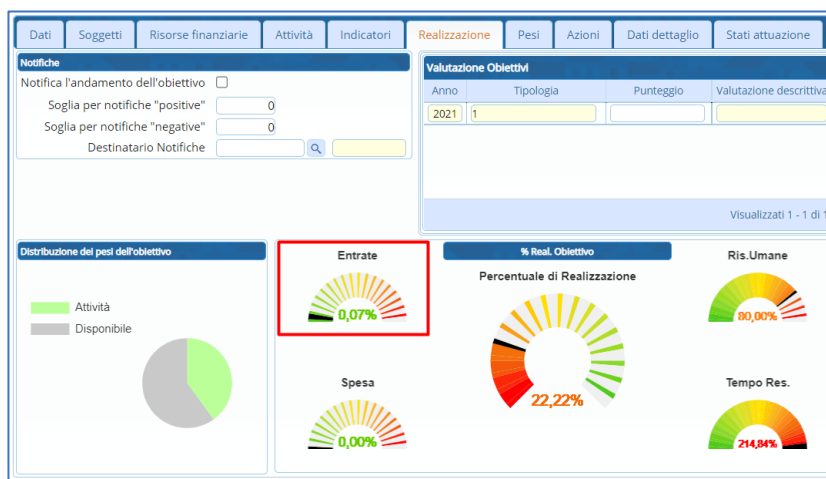 Dati Soggetti Risorse finanziarie Attività Indicatori Realizzazione Pesi Azioni Dati dettaglio Stati attuazione
Notifiche
Notifica l'andamento dell'obiettivo
Soglia per notifiche "positive" 0
Soglia per notifiche "negative" 0
Destinatario Notifiche
Valutazione Obiettivi
Anno Tipologia Punteggio Valutazione descrittiva
2021 1
Visualizzati 1 - 1 di 1
Distribuzione dei pesi dell'obiettivo
Attività
Disponibile
Entrate
0,07%
Spesa
0,00%
% Real. Obiettivo
Percentuale di Realizzazione
22,22%
Ris.Umane
80,00%
Tempo Res.
214,84%